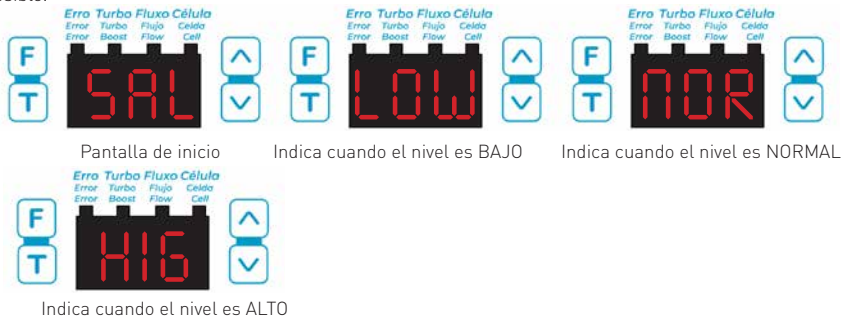 Erro Turbo Fluxo Célula
Error Turbo Flujo Celda
Error Boost Flow Cell
F
T
SAL
Pantalla de inicio
Erro Turbo Fluxo Célula
Error Turbo Flujo Celda
Error Boost Flow Cell
F
T
LOW
Indica cuando el nivel es BAJO
Erro Turbo Fluxo Célula
Error Turbo Flujo Celda
Error Boost Flow Cell
F
T
NOR
Indica cuando el nivel es NORMAL
Erro Turbo Fluxo Célula
Error Turbo Flujo Celda
Error Boost Flow Cell
F
T
HIG
Indica cuando el nivel es ALTO